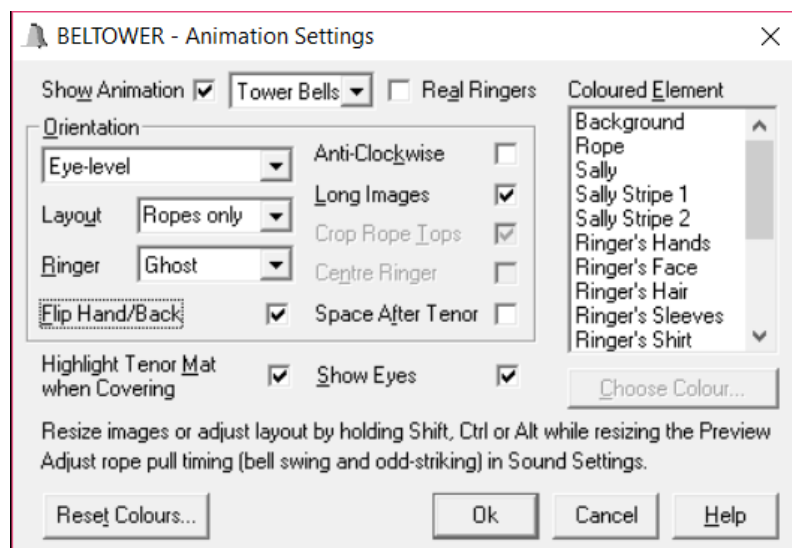 BELTOWER - Animation Settings
Show Animation
Tower Bells
Real Ringers
Coloured Element
Orientation
Eye-level
Anti-Clockwise
Long Images
Layout
Ropes only
Crop Rope Tops
Ringer
Ghost
Centre Ringer
Flip Hand/Back
Space After Tenor
Background
Rope
Sally
Sally Stripe 1
Sally Stripe 2
Ringer's Hands
Ringer's Face
Ringer's Hair
Ringer's Sleeves
Ringer's Shirt
Highlight Tenor Mat
when Covering
Show Eyes
Choose Colour...
Resize images or adjust layout by holding Shift, Ctrl or Alt while resizing the Preview
Adjust rope pull timing (bell swing and odd-striking) in Sound Settings.
Reset Colours...
Ok
Cancel
Help